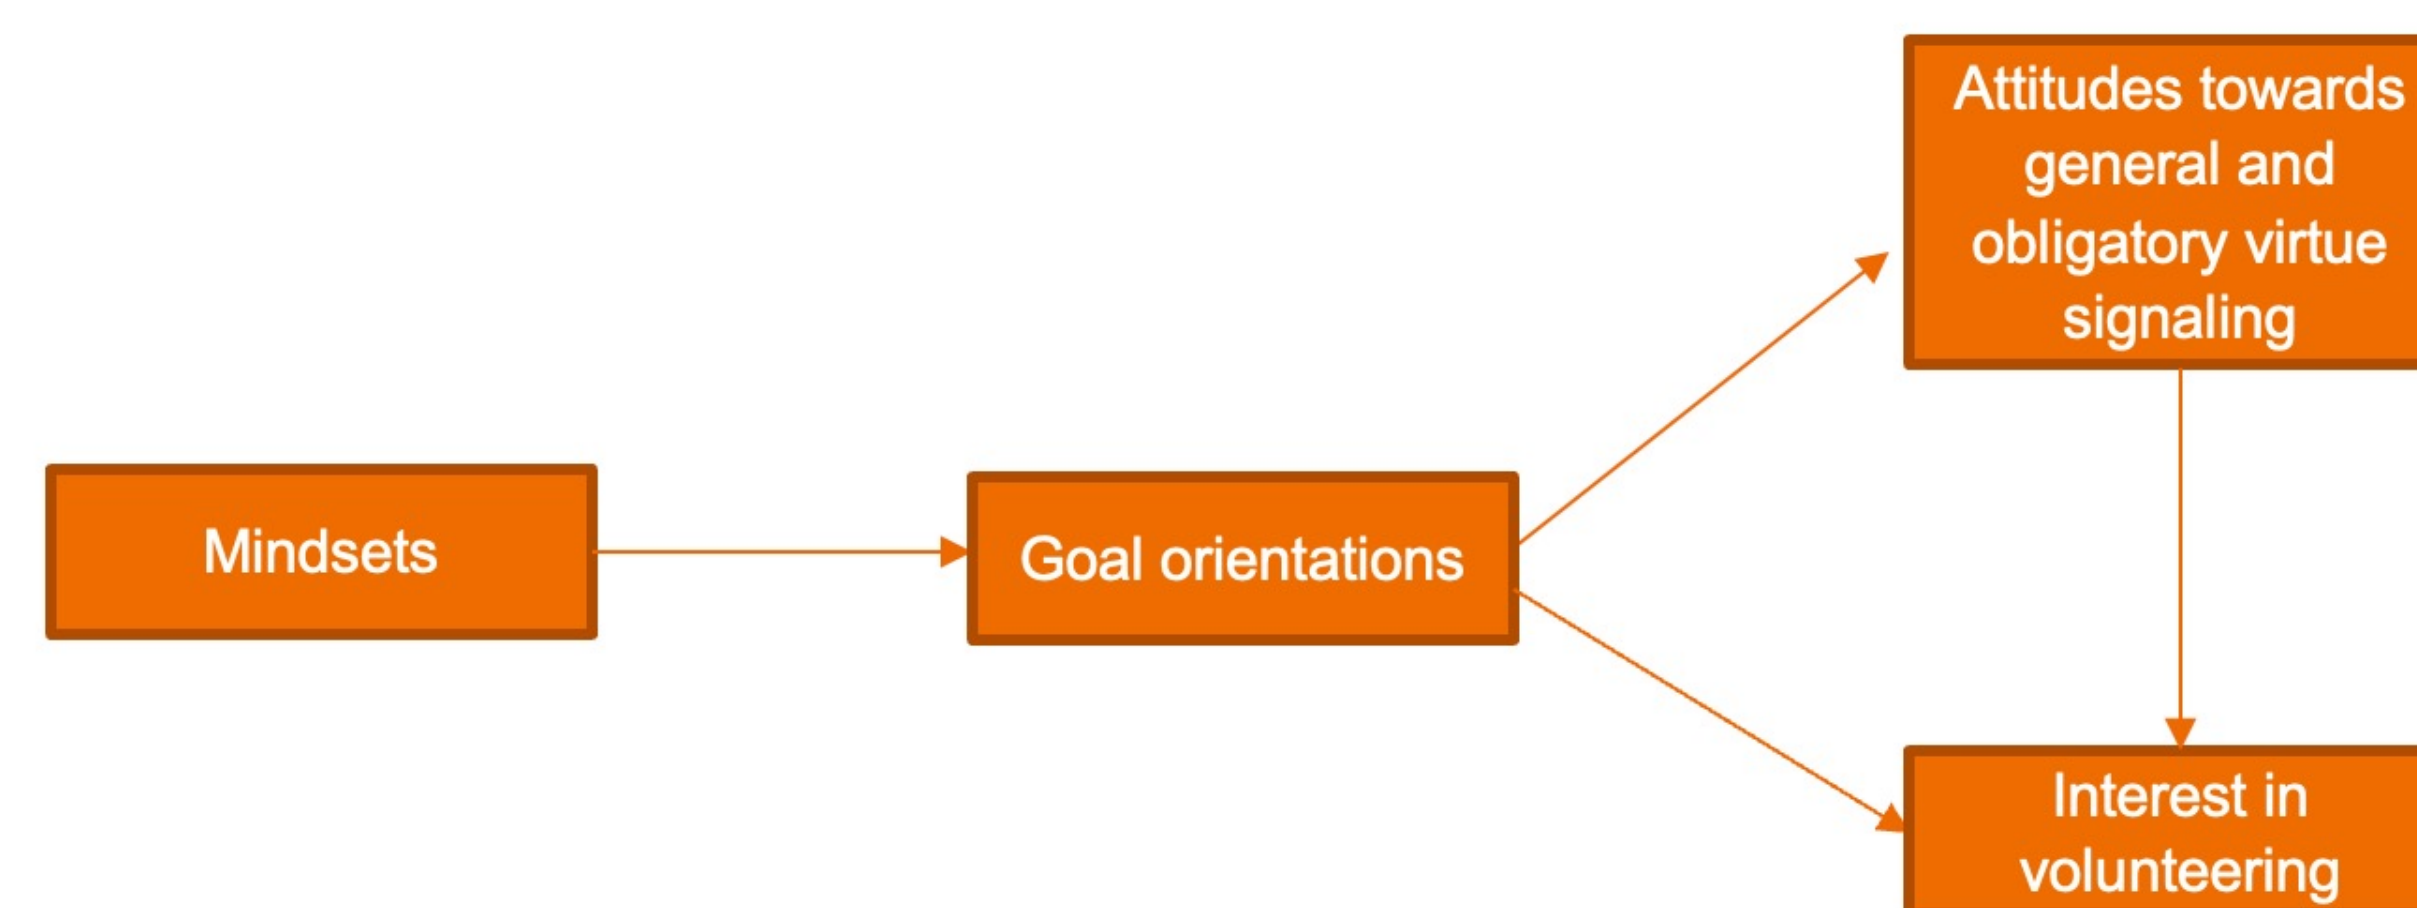 Attitudes towards
general and
obligatory virtue
signaling
Mindsets
Goal orientations
Interest in
volunteering